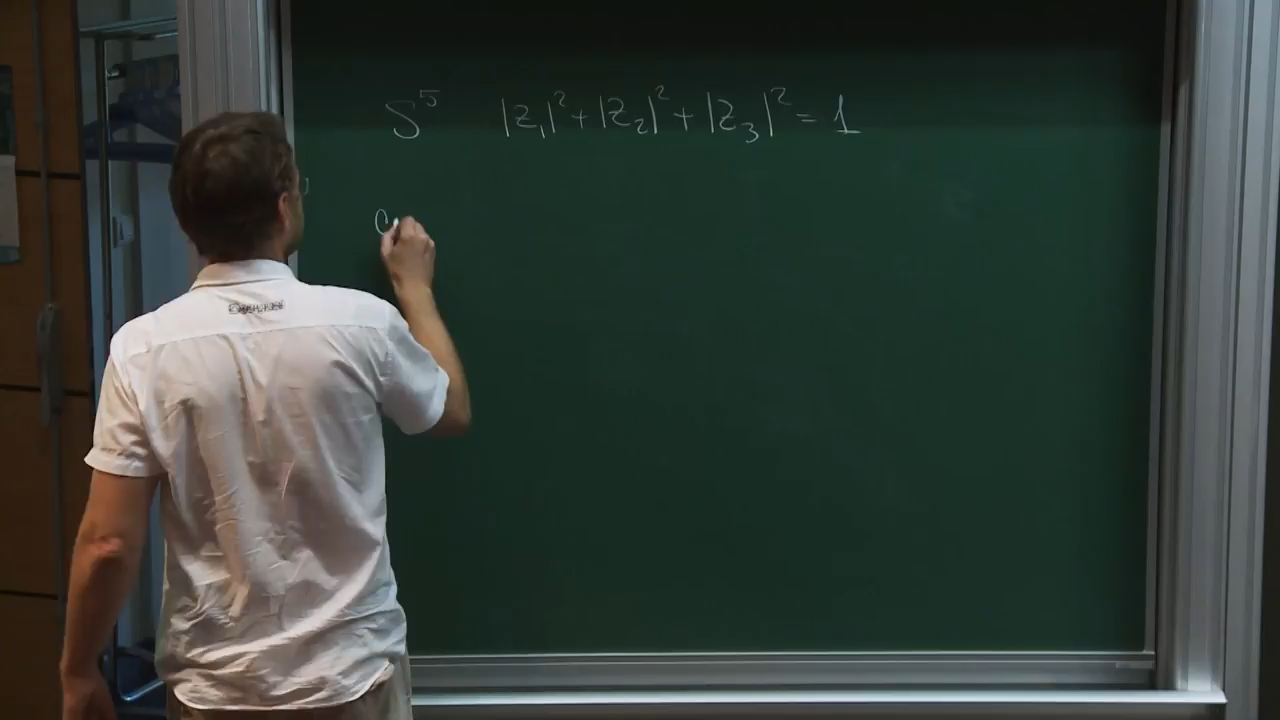 S⁵ |z₁|² + |z₂|² + |z₃|² = 1